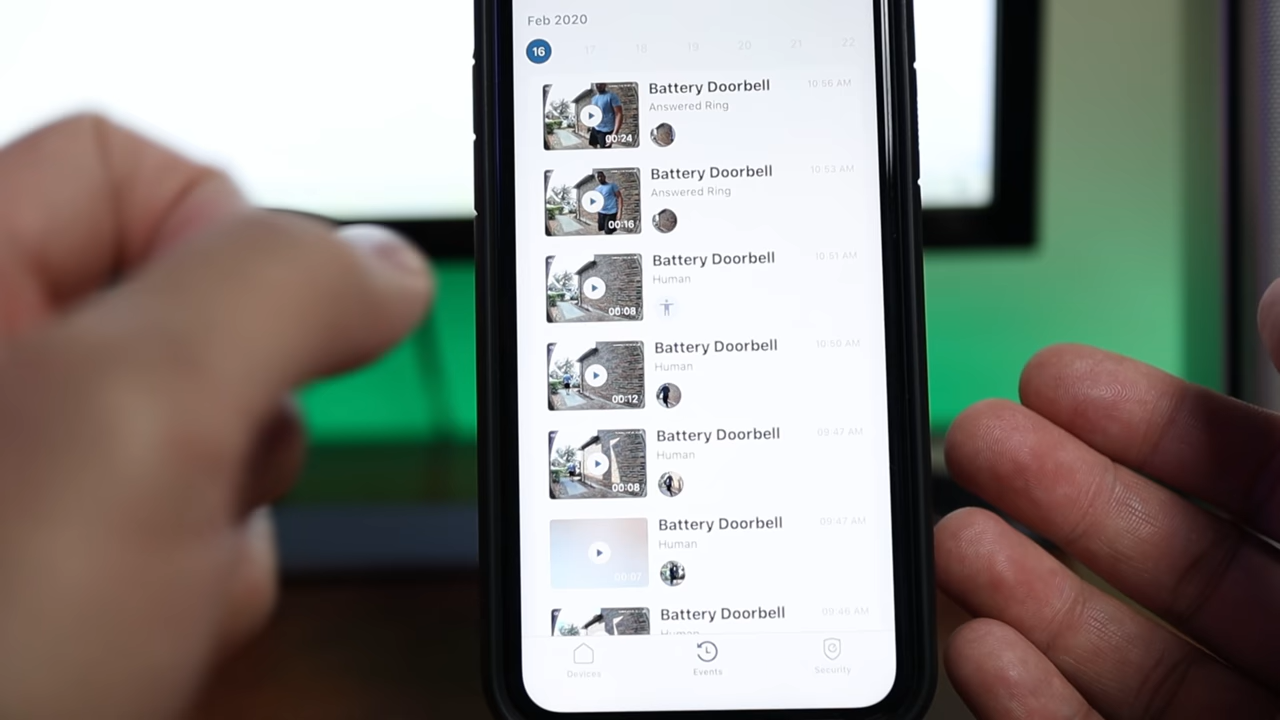 Feb 2020
16 17 18 19 20 21 22
Battery Doorbell 10:56 AM
Answered Ring
00:24
Battery Doorbell 10:53 AM
Answered Ring
00:16
Battery Doorbell 10:51 AM
Human
00:08
Battery Doorbell 10:50 AM
Human
00:12
Battery Doorbell 09:47 AM
Human
00:08
Battery Doorbell 09:47 AM
Human
00:07
Battery Doorbell 09:46 AM
Human
Devices Events Security